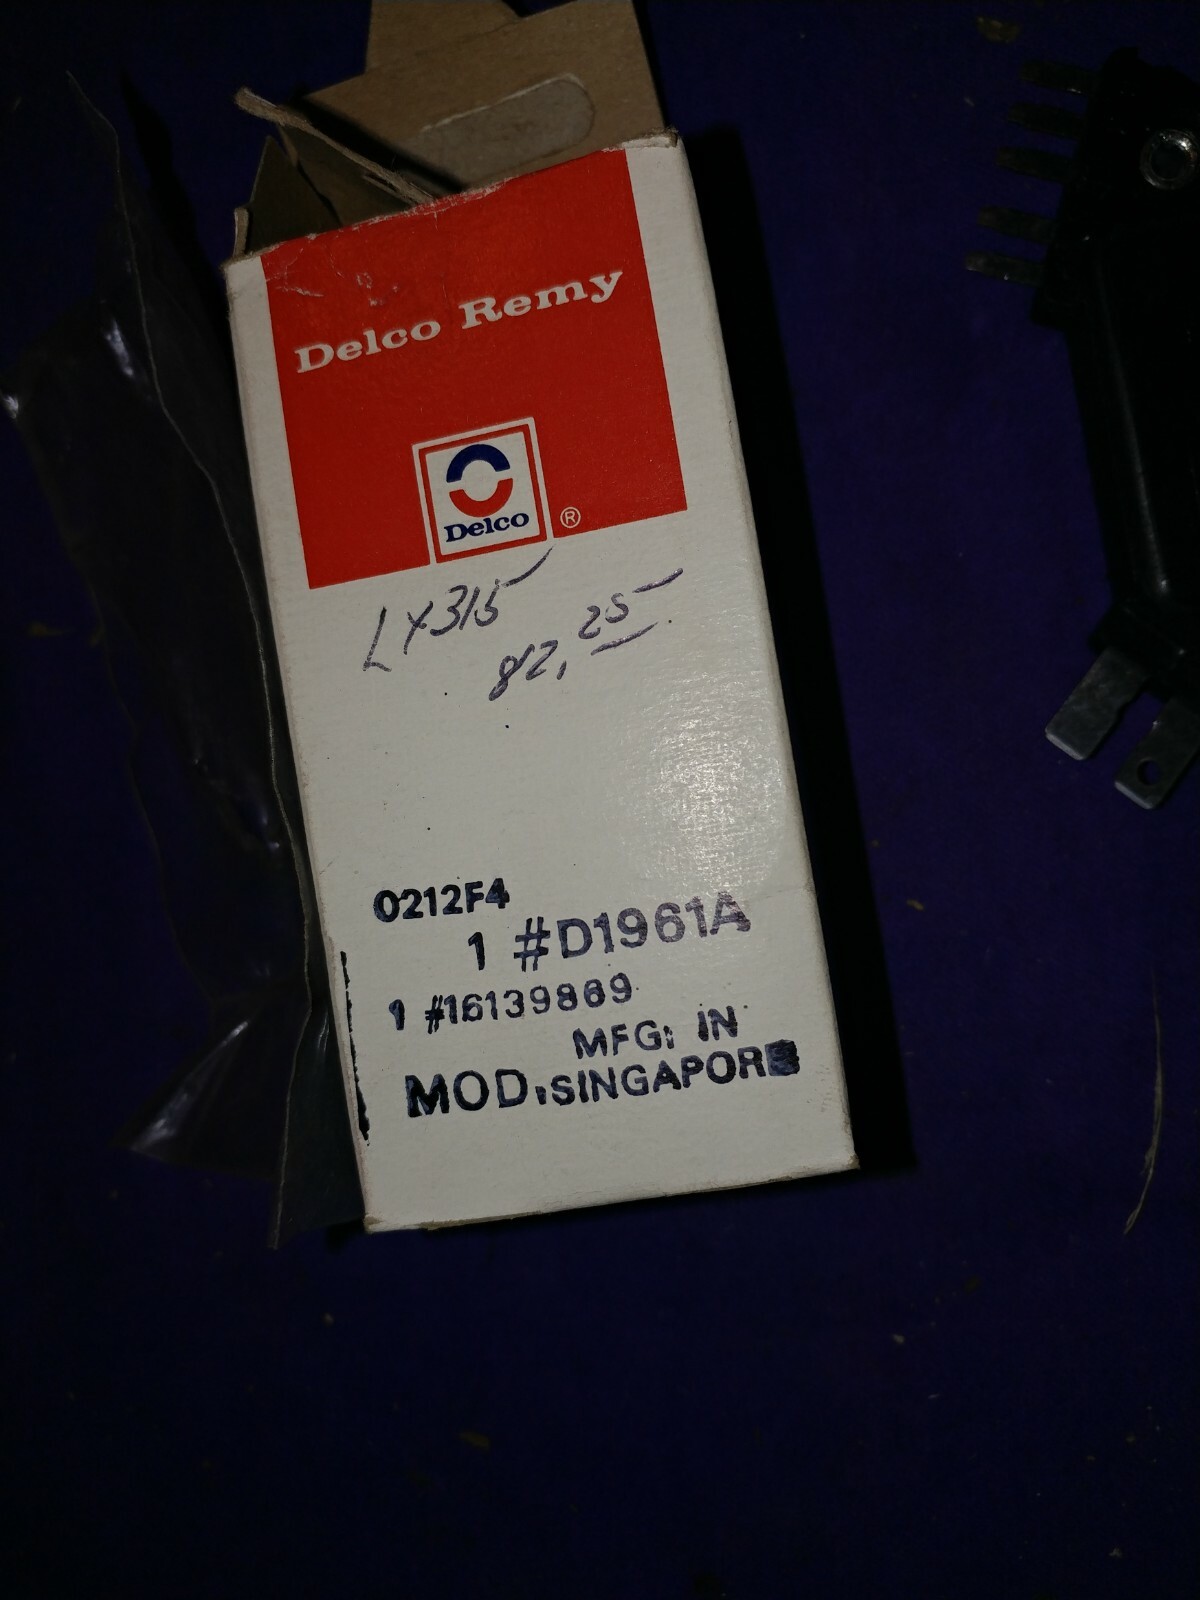 Delco Remy
Delco ®
LX315
82.25
0212F4
1 #D1961A
1 #16139869
MFG: IN
MOD. SINGAPORE